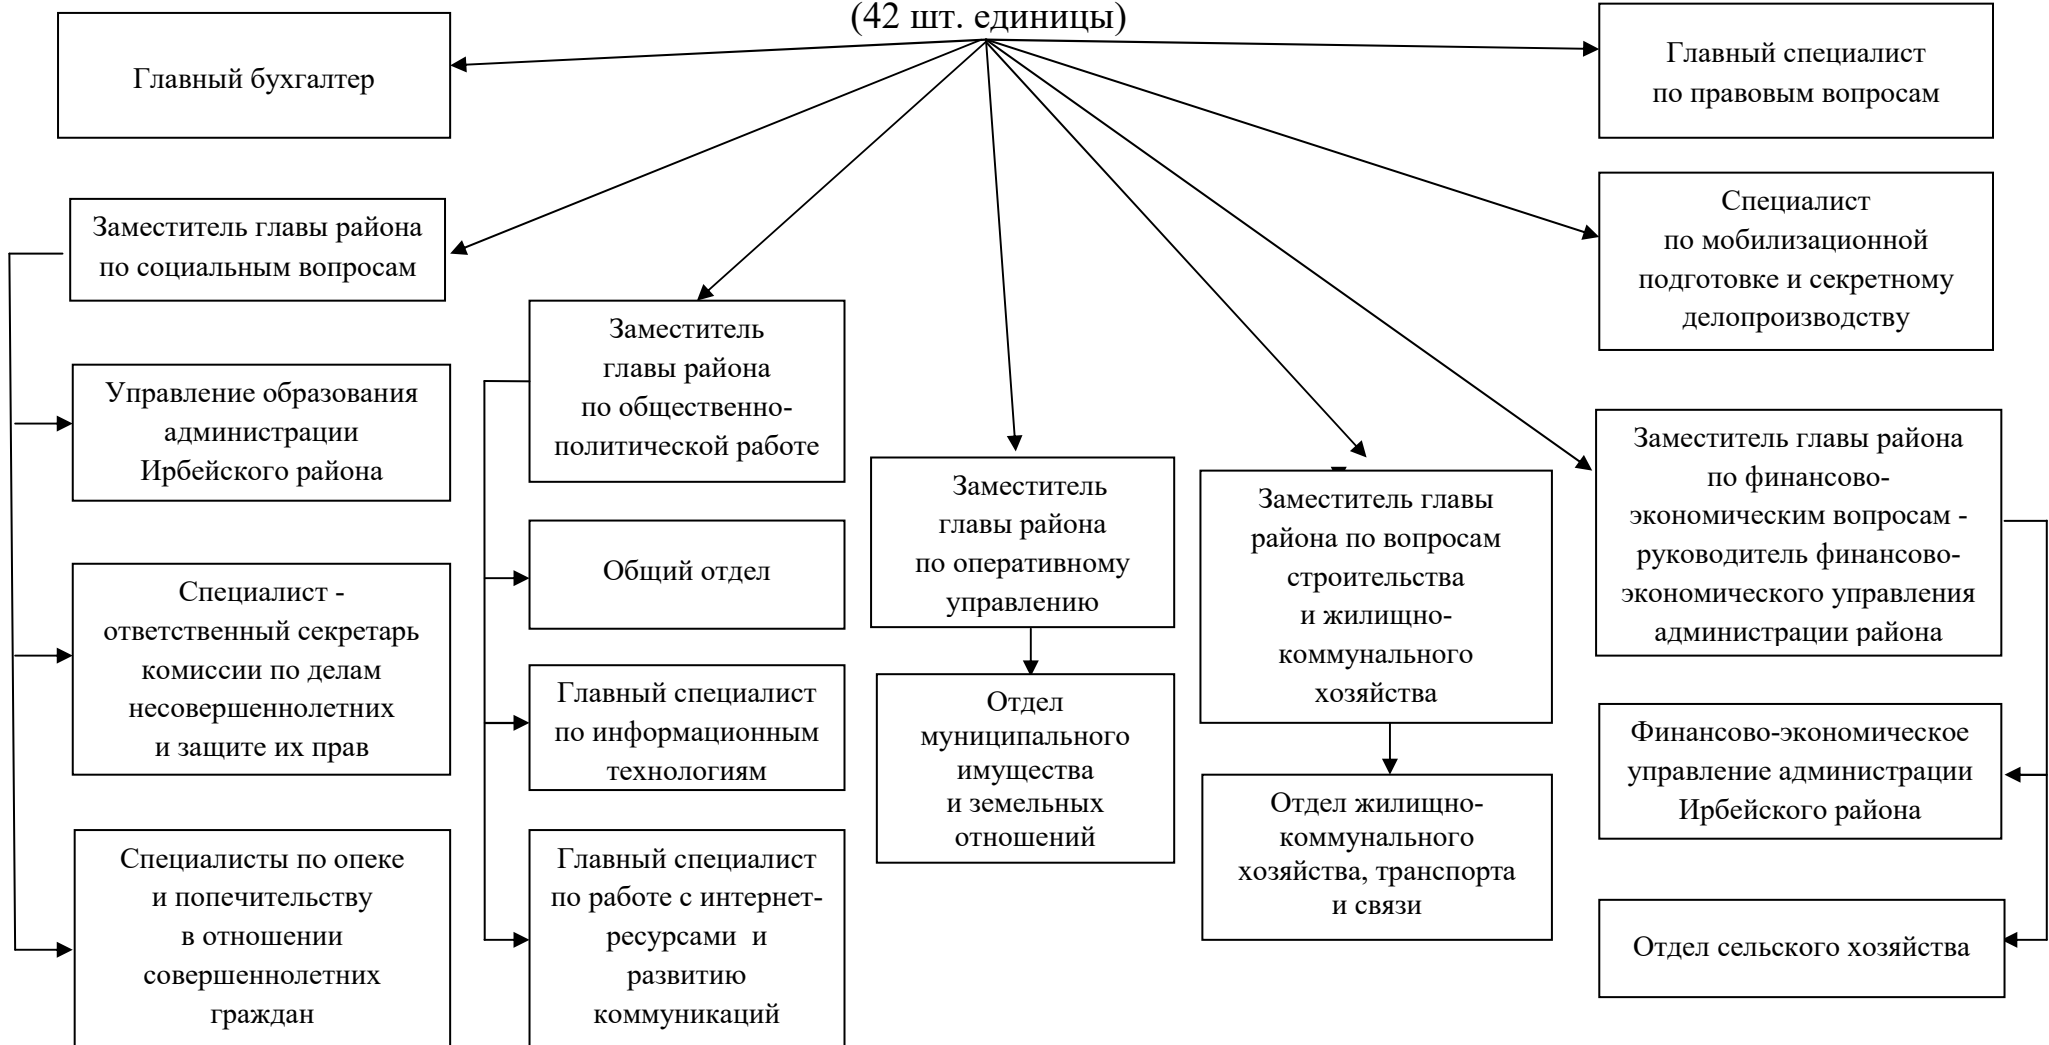 (42 шт. единицы)
Главный бухгалтер
Главный специалист
по правовым вопросам
Специалист
по мобилизационной
подготовке и секретному
делопроизводству
Заместитель главы района
по социальным вопросам
Управление образования
администрации
Ирбейского района
Специалист -
ответственный секретарь
комиссии по делам
несовершеннолетних
и защите их прав
Специалисты по опеке
и попечительству
в отношении
совершеннолетних
граждан
Заместитель
главы района
по общественно-
политической работе
Общий отдел
Главный специалист
по информационным
технологиям
Главный специалист
по работе с интернет-
ресурсами и
развитию
коммуникаций
Заместитель
главы района
по оперативному
управлению
Отдел
муниципального
имущества
и земельных
отношений
Заместитель главы
района по вопросам
строительства
и жилищно-
коммунального
хозяйства
Отдел жилищно-
коммунального
хозяйства, транспорта
и связи
Заместитель главы района
по финансово-
экономическим вопросам -
руководитель финансово-
экономического управления
администрации района
Финансово-экономическое
управление администрации
Ирбейского района
Отдел сельского хозяйства